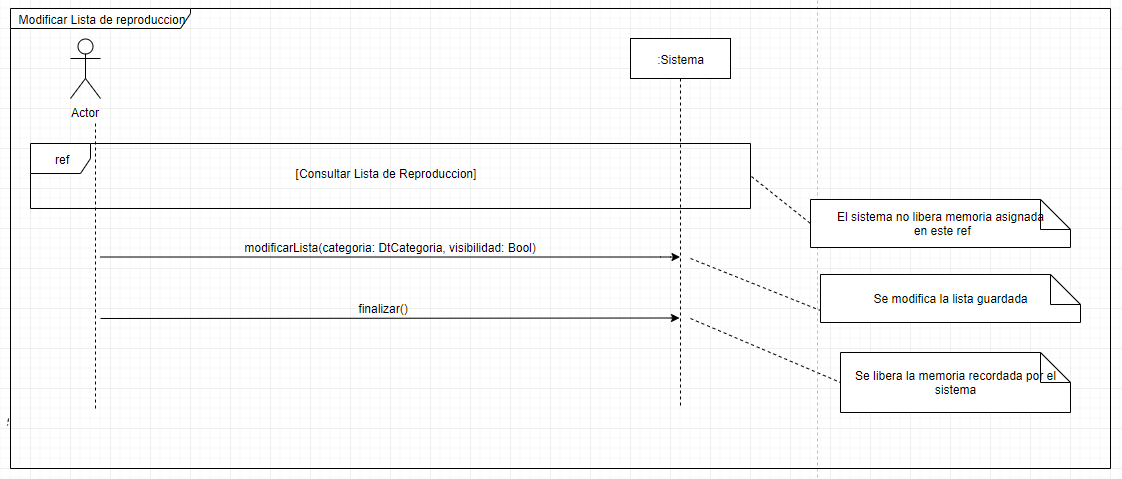 Modificar Lista de reproduccion
:Sistema
Actor
ref
[Consultar Lista de Reproduccion]
El sistema no libera memoria asignada
en este ref
modificarLista(categoria: DtCategoria, visibilidad: Bool)
Se modifica la lista guardada
finalizar()
Se libera la memoria recordada por el
sistema